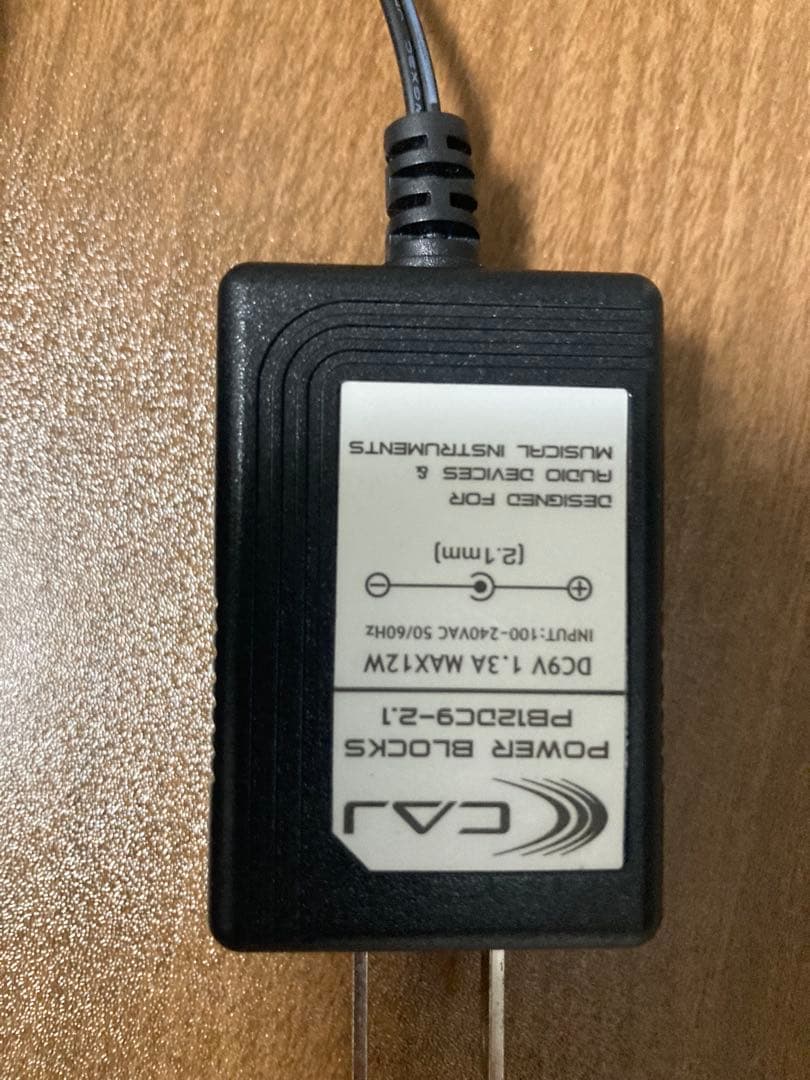 CAJ
POWER BLOCKS
PB12DC9-2.1
DC9V 1.3A MAX12W
INPUT:100-240VAC 50/60Hz
(2.1mm)
DESIGNED FOR
AUDIO DEVICES &
MUSICAL INSTRUMENTS